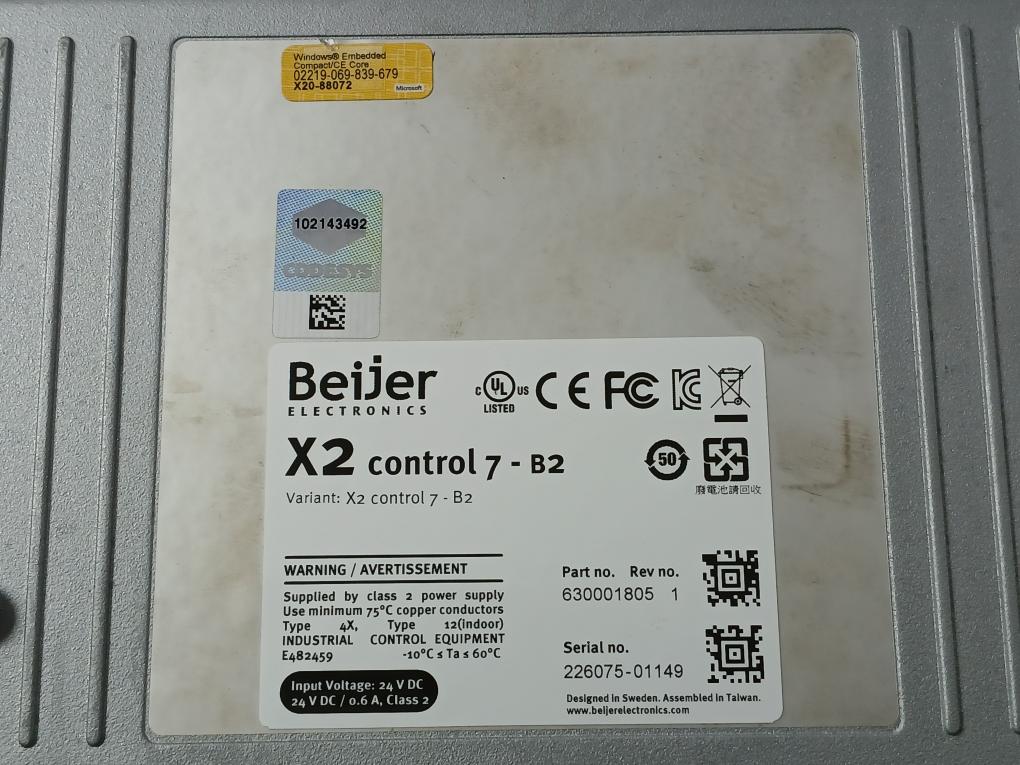 Windows® Embedded
Compact/CE Core
02219-069-839-679
X20-88072
Microsoft
102143492
CODESYS
Beijer
ELECTRONICS
C UL US
LISTED
CE FC
X2 control 7 - B2
50
廢電池請回收
Variant: X2 control 7 - B2
WARNING / AVERTISSEMENT
Supplied by class 2 power supply
Use minimum 75°C copper conductors
Type 4X, Type 12(indoor)
INDUSTRIAL CONTROL EQUIPMENT
E482459 -10°C ≤ Ta ≤ 60°C
Input Voltage: 24 V DC
24 V DC / 0.6 A, Class 2
Part no. Rev no.
630001805 1
Serial no.
226075-01149
Designed in Sweden. Assembled in Taiwan.
www.beijerelectronics.com